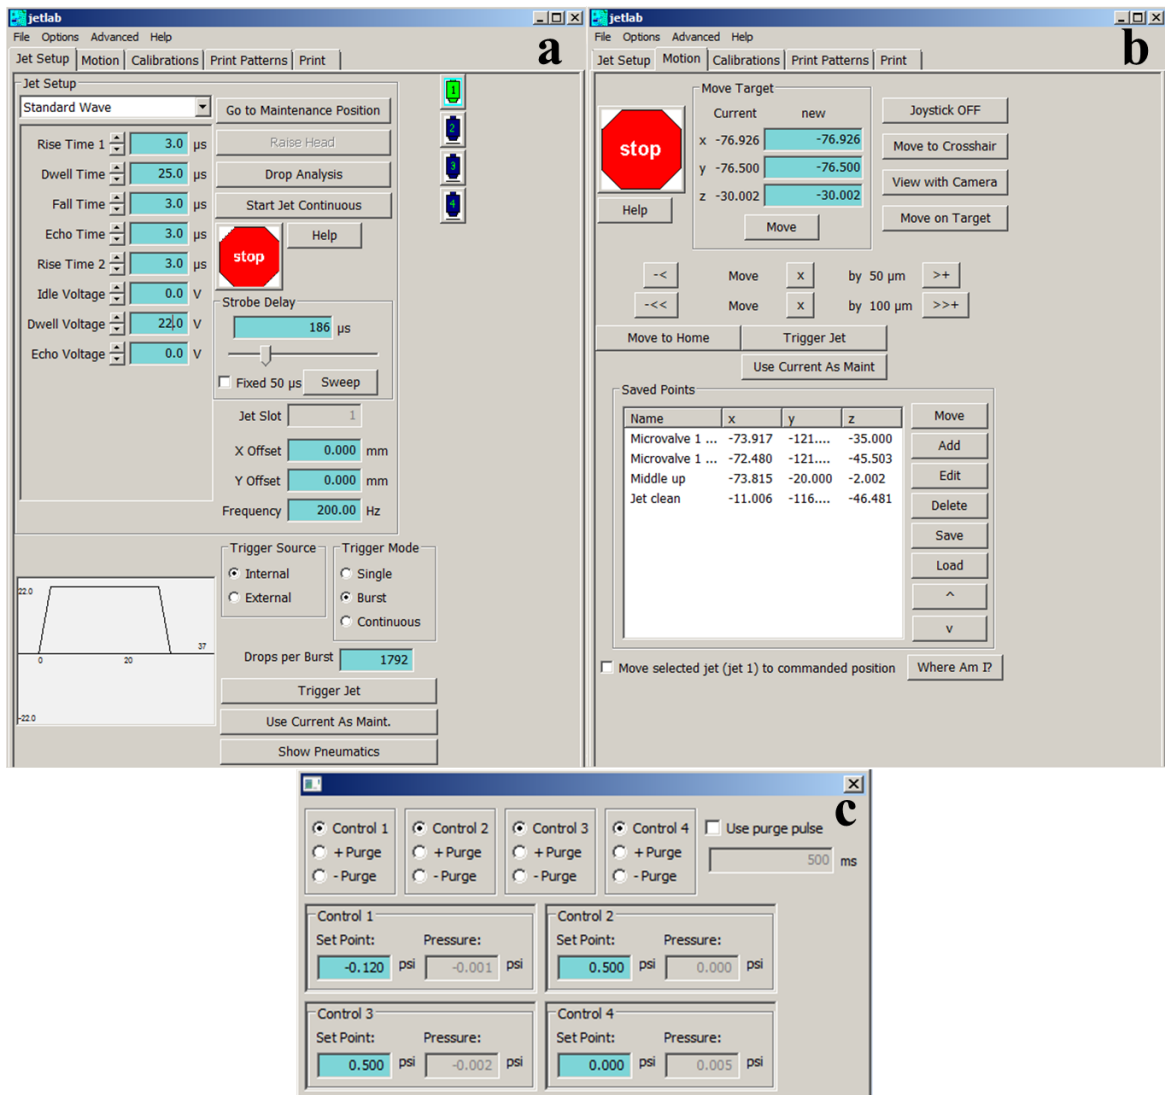 jetlab
a
File Options Advanced Help
Jet Setup Motion Calibrations Print Patterns Print
Jet Setup
Standard Wave
Go to Maintenance Position
1
Rise Time 1 3.0 µs
Raise Head
2
Dwell Time 25.0 µs
Drop Analysis
3
Fall Time 3.0 µs
Start Jet Continuous
4
Echo Time 3.0 µs
stop
Help
Rise Time 2 3.0 µs
Idle Voltage 0.0 V
Dwell Voltage 22.0 V
Echo Voltage 0.0 V
Strobe Delay
186 µs
Fixed 50 µs Sweep
Jet Slot 1
X Offset 0.000 mm
Y Offset 0.000 mm
Frequency 200.00 Hz
Trigger Source
Internal
External
Trigger Mode
Single
Burst
Continuous
22.0
37
0 20
-22.0
Drops per Burst 1792
Trigger Jet
Use Current As Maint.
Show Pneumatics
jetlab
b
File Options Advanced Help
Jet Setup Motion Calibrations Print Patterns Print
stop
Help
Move Target
Current new
x -76.926 -76.926
y -76.500 -76.500
z -30.002 -30.002
Move
Joystick OFF
Move to Crosshair
View with Camera
Move on Target
-< Move x by 50 µm >+
-<< Move x by 100 µm >>+
Move to Home Trigger Jet
Use Current As Maint
Saved Points
Name x y z
Microvalve 1 ... -73.917 -121.... -35.000
Microvalve 1 ... -72.480 -121.... -45.503
Middle up -73.815 -20.000 -2.002
Jet clean -11.006 -116.... -46.481
Move
Add
Edit
Delete
Save
Load
^
v
Move selected jet (jet 1) to commanded position Where Am I?
c
Control 1 Control 2 Control 3 Control 4 Use purge pulse
+ Purge + Purge + Purge + Purge 500 ms
- Purge - Purge - Purge - Purge
Control 1
Set Point: Pressure:
-0.120 psi -0.001 psi
Control 2
Set Point: Pressure:
0.500 psi 0.000 psi
Control 3
Set Point: Pressure:
0.500 psi -0.002 psi
Control 4
Set Point: Pressure:
0.000 psi 0.005 psi